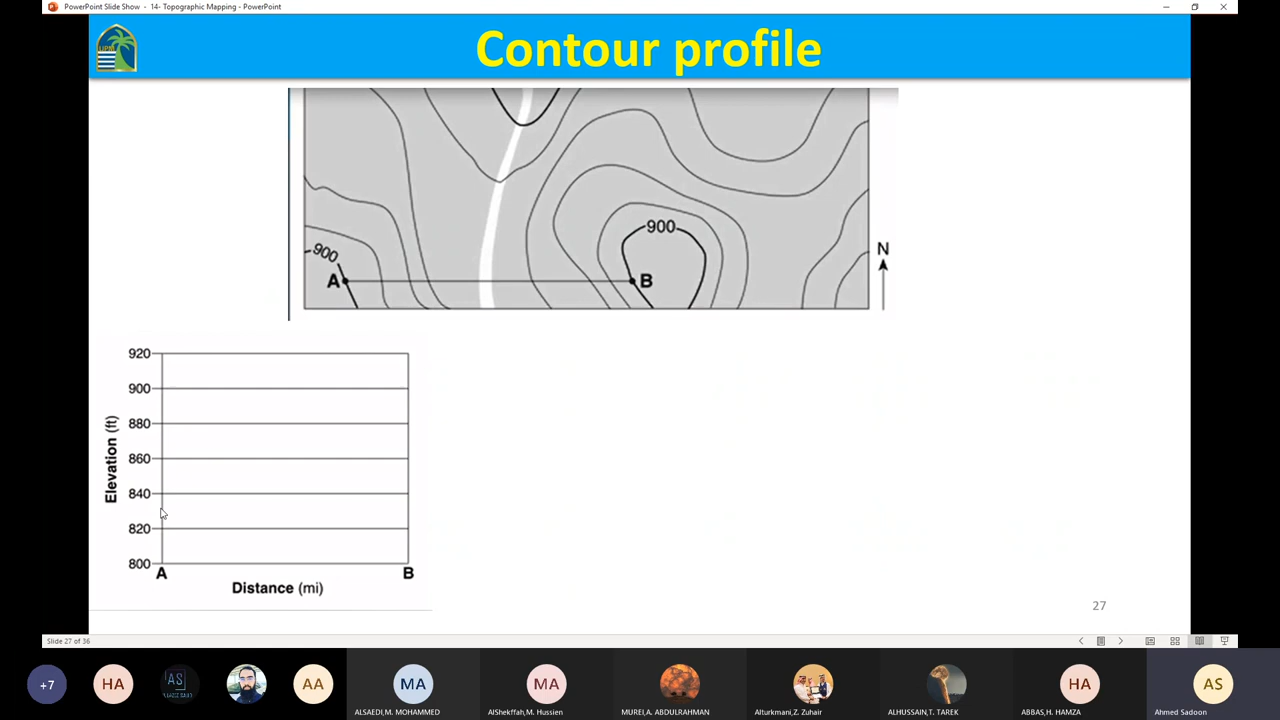 PowerPoint Slide Show - 14- Topographic Mapping - PowerPoint
Contour profile
900
N
900
A
B
920
900
880
860
840
820
800
Elevation (ft)
A
B
Distance (mi)
27
Slide 27 of 36
+7
HA
AS
AA
MA
MA
HA
AS
ALSAEDI,M. MOHAMMED
AlShekffah,M. Hussien
MUREI,A. ABDULRAHMAN
Alturkmani,Z. Zuhair
ALHUSSAIN,T. TAREK
ABBAS,H. HAMZA
Ahmed Sadoon